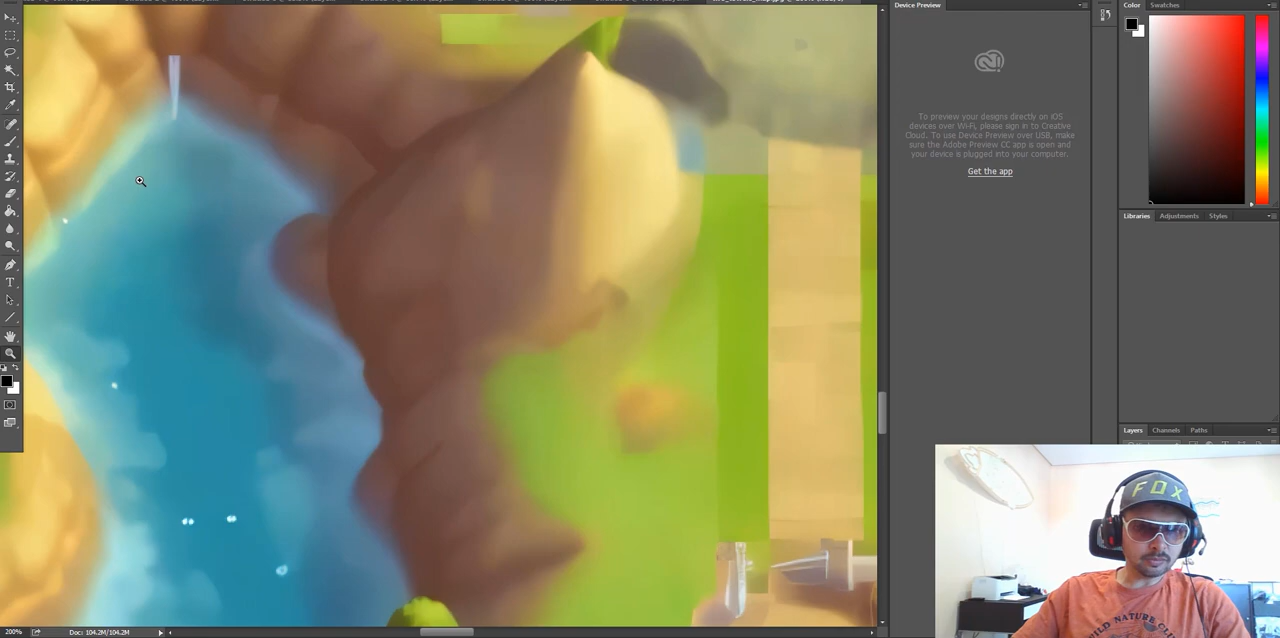 Device Preview
Color
Swatches
To preview your designs directly on iOS
devices over Wi-Fi, please sign in to Creative
Cloud. To use Device Preview over USB, make
sure the Adobe Preview CC app is open and
your device is plugged into your computer.
Get the app
Libraries
Adjustments
Styles
Layers
Channels
Paths
FOX
WILD NATURE
200%
Doc: 104.2M/104.2M